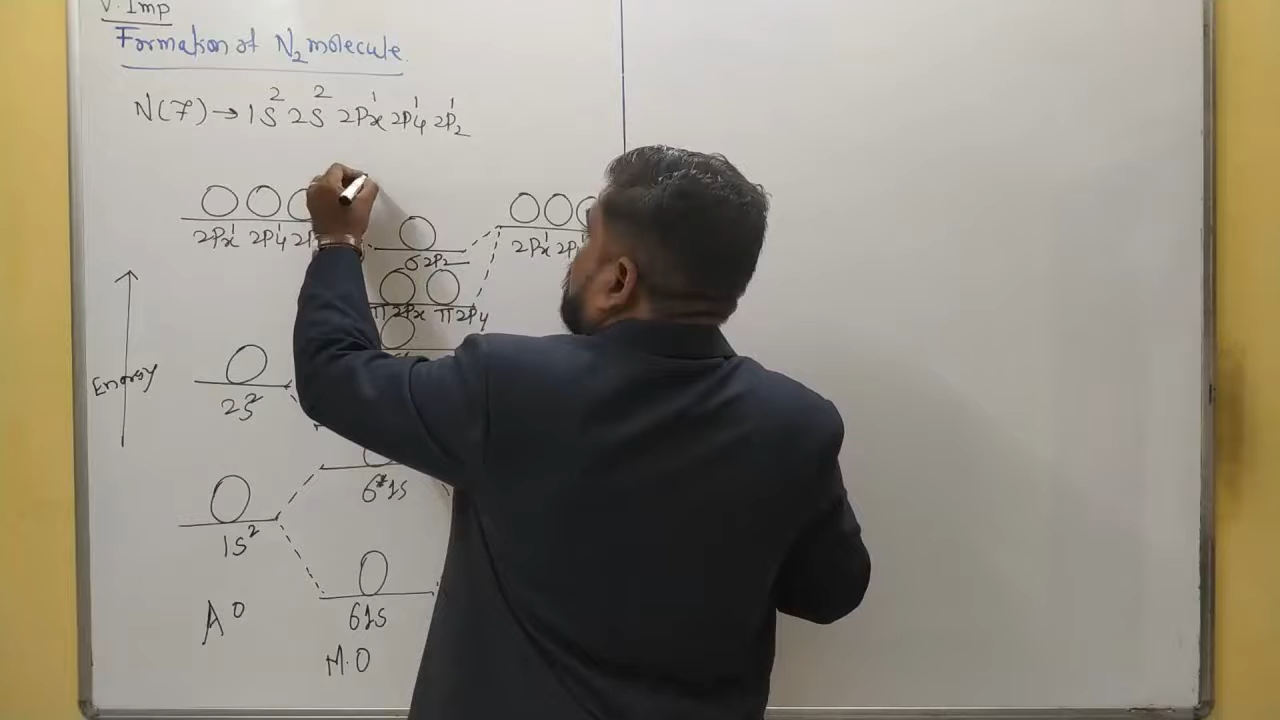 V. Imp
Formation of N₂ molecule.
N(7) → 1S² 2S² 2Px¹ 2Py¹ 2Pz¹
2Px¹ 2Py¹
2Px¹
σ2Pz
π2Px π2Py
Energy
2S²
σ*1s
1S²
σ1s
A O
M.O